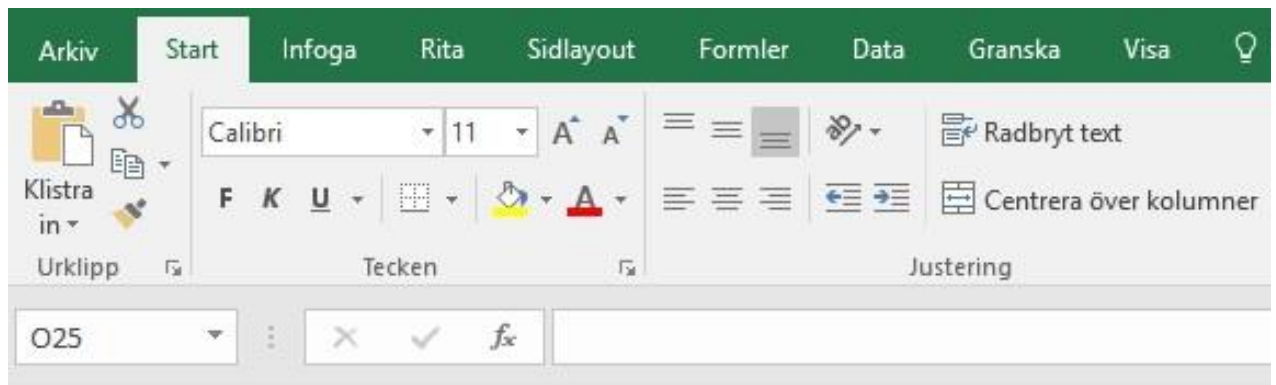 Arkiv Start Infoga Rita Sidlayout Formler Data Granska Visa
Calibri 11 A A Radbryt text
Klistra in F K U A Centrera över kolumner
Urklipp Tecken Justering
O25 fx